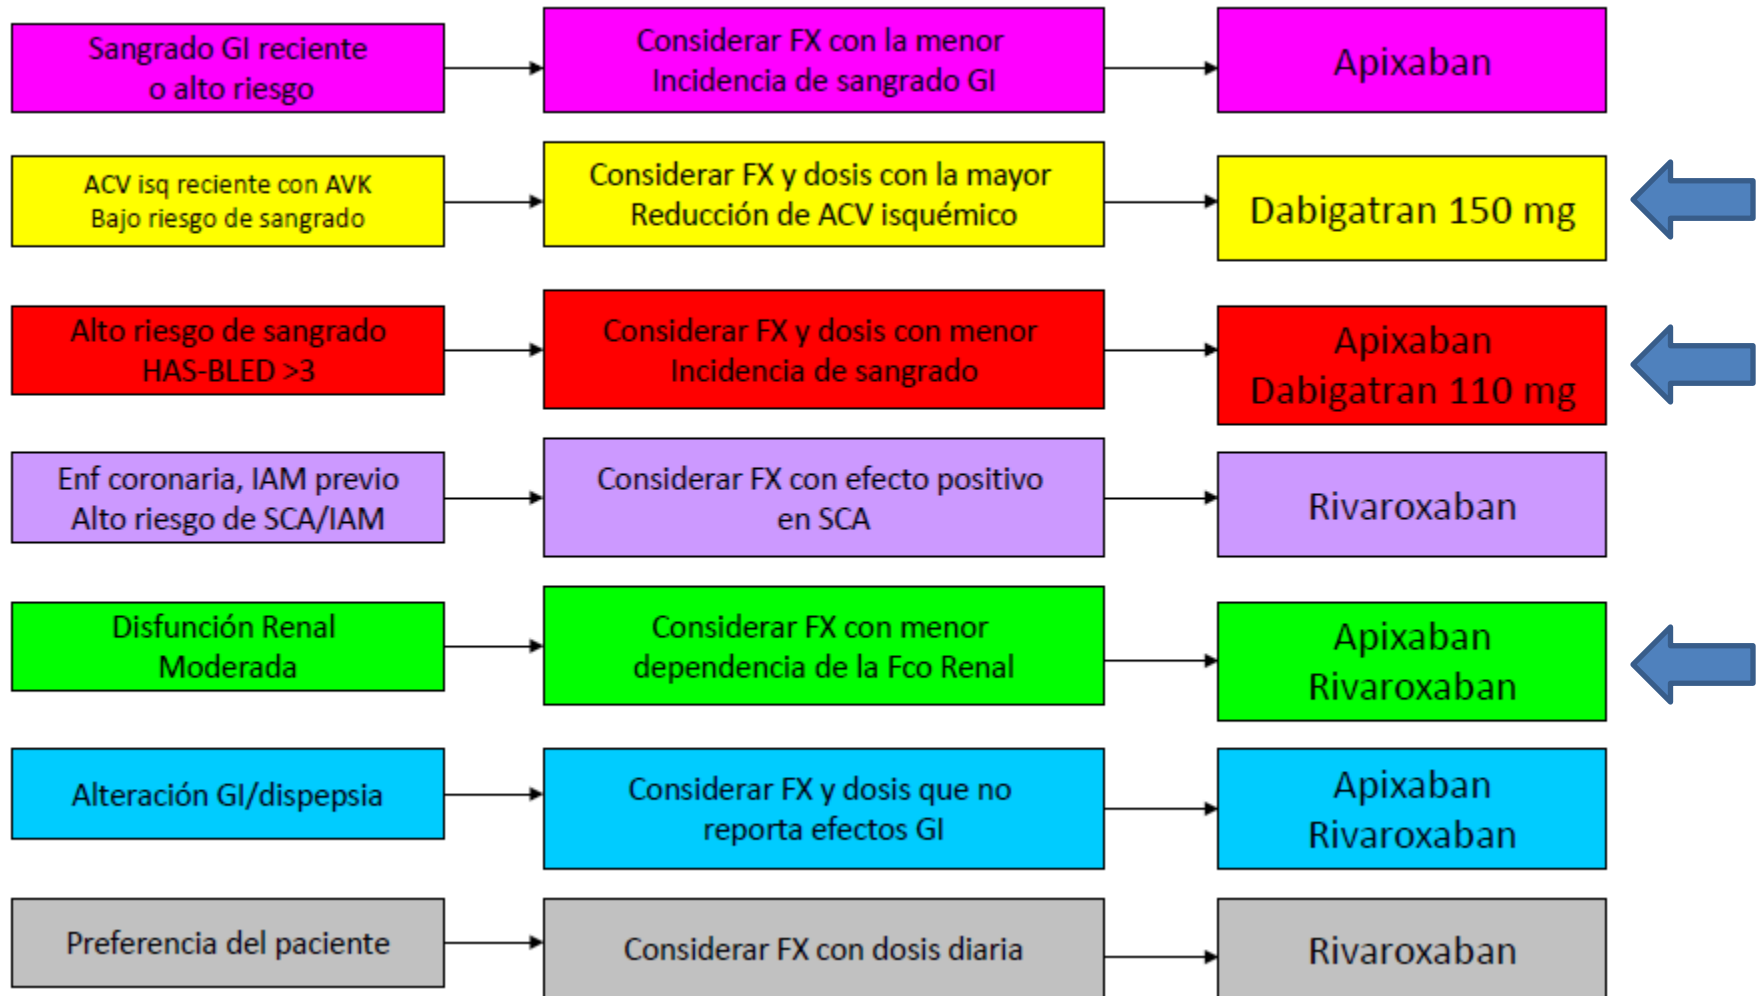 Sangrado GI reciente
o alto riesgo
Considerar FX con la menor
Incidencia de sangrado GI
Apixaban
ACV isq reciente con AVK
Bajo riesgo de sangrado
Considerar FX y dosis con la mayor
Reducción de ACV isquémico
Dabigatran 150 mg
Alto riesgo de sangrado
HAS-BLED >3
Considerar FX y dosis con menor
Incidencia de sangrado
Apixaban
Dabigatran 110 mg
Enf coronaria, IAM previo
Alto riesgo de SCA/IAM
Considerar FX con efecto positivo
en SCA
Rivaroxaban
Disfunción Renal
Moderada
Considerar FX con menor
dependencia de la Fco Renal
Apixaban
Rivaroxaban
Alteración GI/dispepsia
Considerar FX y dosis que no
reporta efectos GI
Apixaban
Rivaroxaban
Preferencia del paciente
Considerar FX con dosis diaria
Rivaroxaban